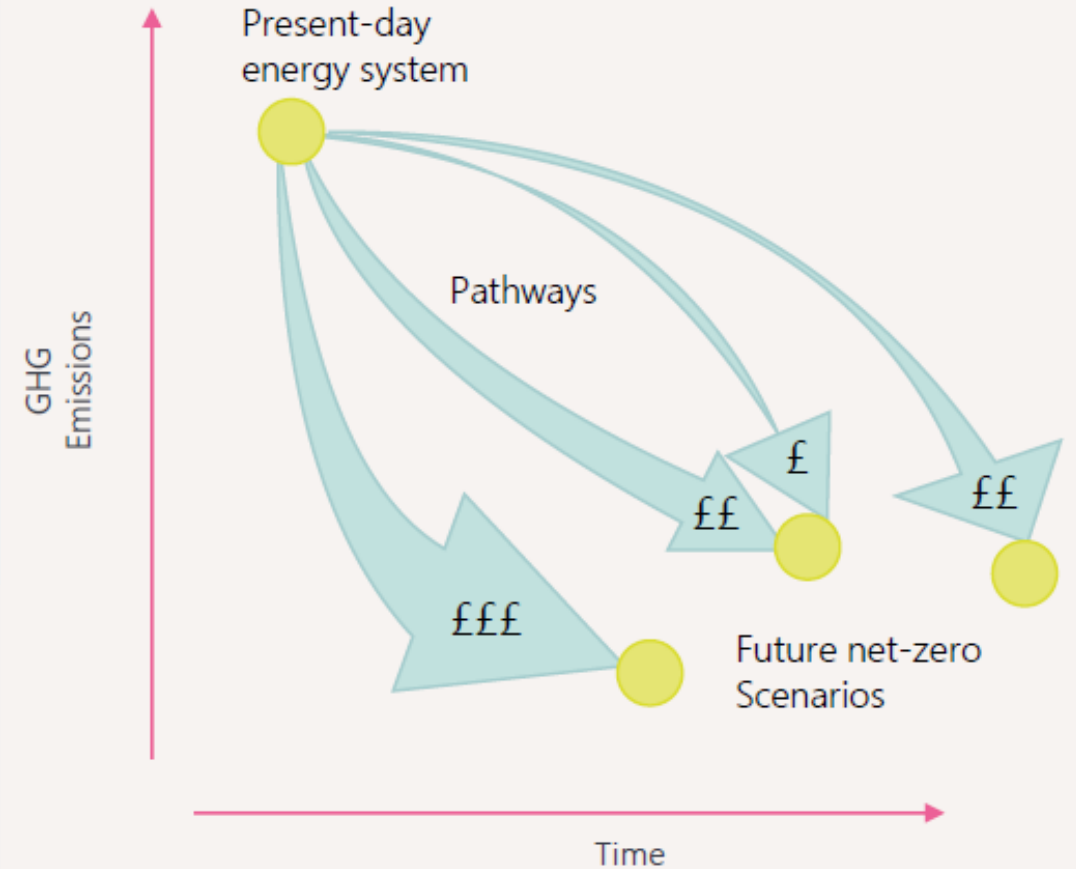 Present-day
energy system
Pathways
GHG
Emissions
£
££
££
£££
Future net-zero
Scenarios
Time